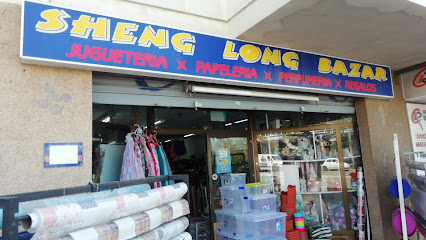 SHENG LONG BAZAR
JUGUETERIA X PAPELERIA X PERFUMERIA X REGALOS